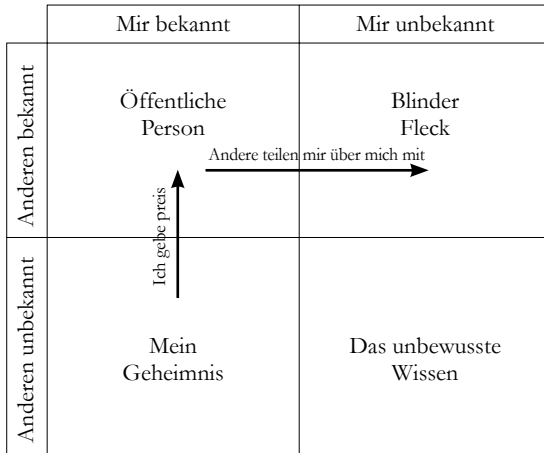 Mir bekannt
Mir unbekannt
Anderen bekannt
Öffentliche
Person
Blinder
Fleck
Andere teilen mir über mich mit
Ich gebe preis
Anderen unbekannt
Mein
Geheimnis
Das unbewusste
Wissen